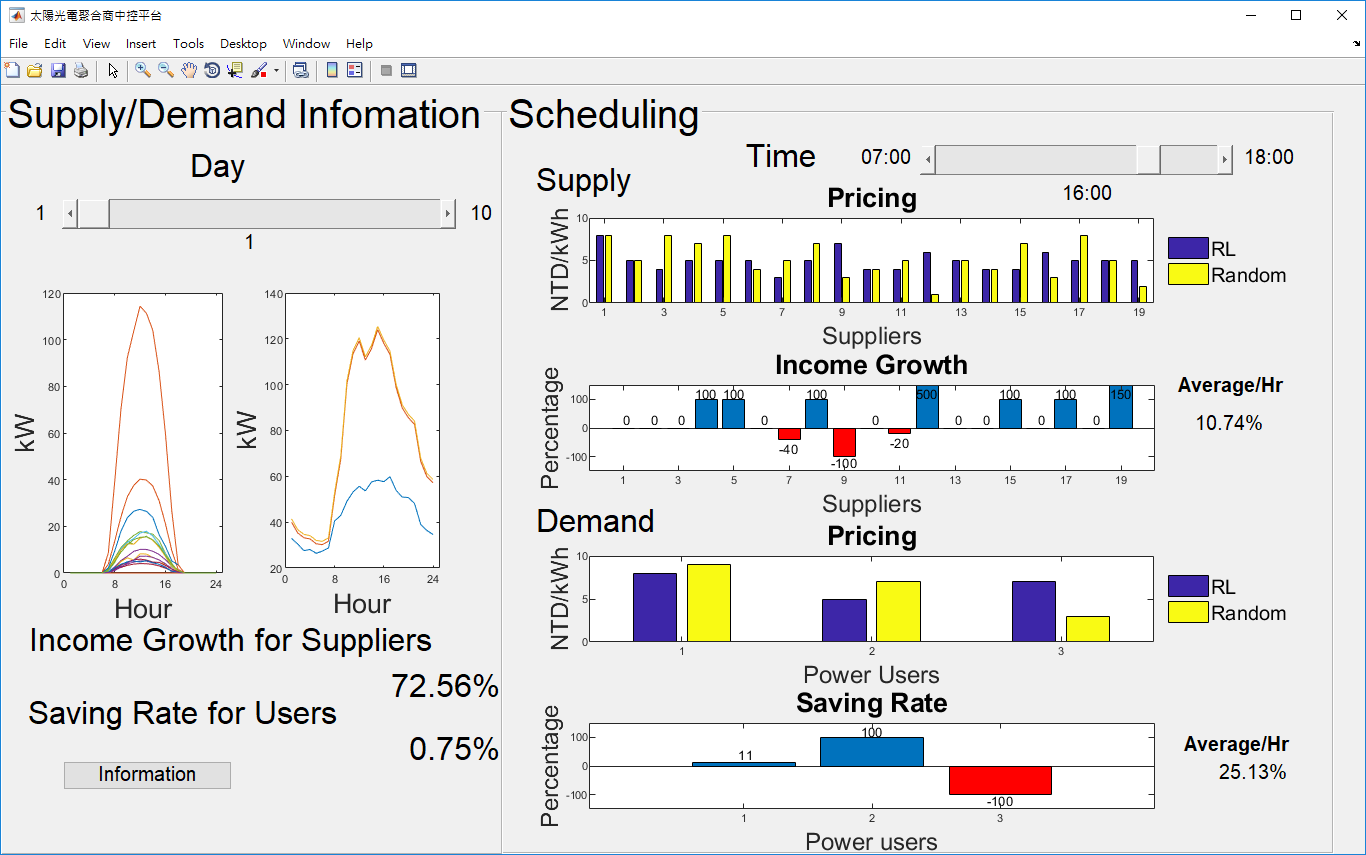 太陽光電聚合商中控平台
File Edit View Insert Tools Desktop Window Help
Supply/Demand Infomation
Day
1 10
1
120
100
80
60
40
20
0
0 8 16 24
kW
Hour
140
120
100
80
60
40
20
0 8 16 24
kW
Hour
Income Growth for Suppliers
72.56%
Saving Rate for Users
0.75%
Information
Scheduling
Time 07:00 18:00
16:00
Supply
Pricing
NTD/kWh
10
5
0
1 3 5 7 9 11 13 15 17 19
Suppliers
RL
Random
Income Growth
Percentage
100
0
-100
0 0 0 100 100 0 -40 100 -100 0 -20 500 0 0 100 0 100 0 150
1 3 5 7 9 11 13 15 17 19
Suppliers
Average/Hr
10.74%
Demand
Pricing
NTD/kWh
10
5
0
1 2 3
Power Users
RL
Random
Saving Rate
Percentage
100
0
-100
11 100 -100
1 2 3
Power users
Average/Hr
25.13%